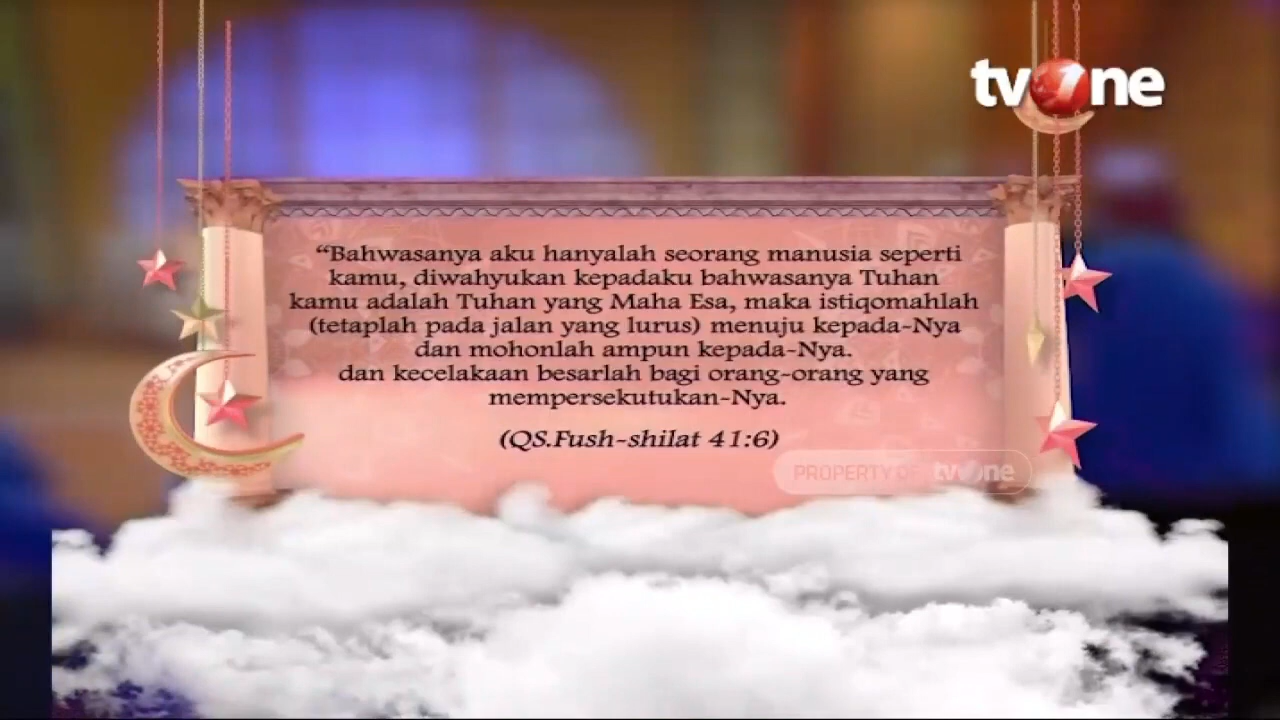 tvOne
“Bahwasanya aku hanyalah seorang manusia seperti
kamu, diwahyukan kepadaku bahwasanya Tuhan
kamu adalah Tuhan yang Maha Esa, maka istiqomahlah
(tetaplah pada jalan yang lurus) menuju kepada-Nya
dan mohonlah ampun kepada-Nya.
dan kecelakaan besarlah bagi orang-orang yang
mempersekutukan-Nya.
(QS.Fush-shilat 41:6)
PROPERTY OF tvOne